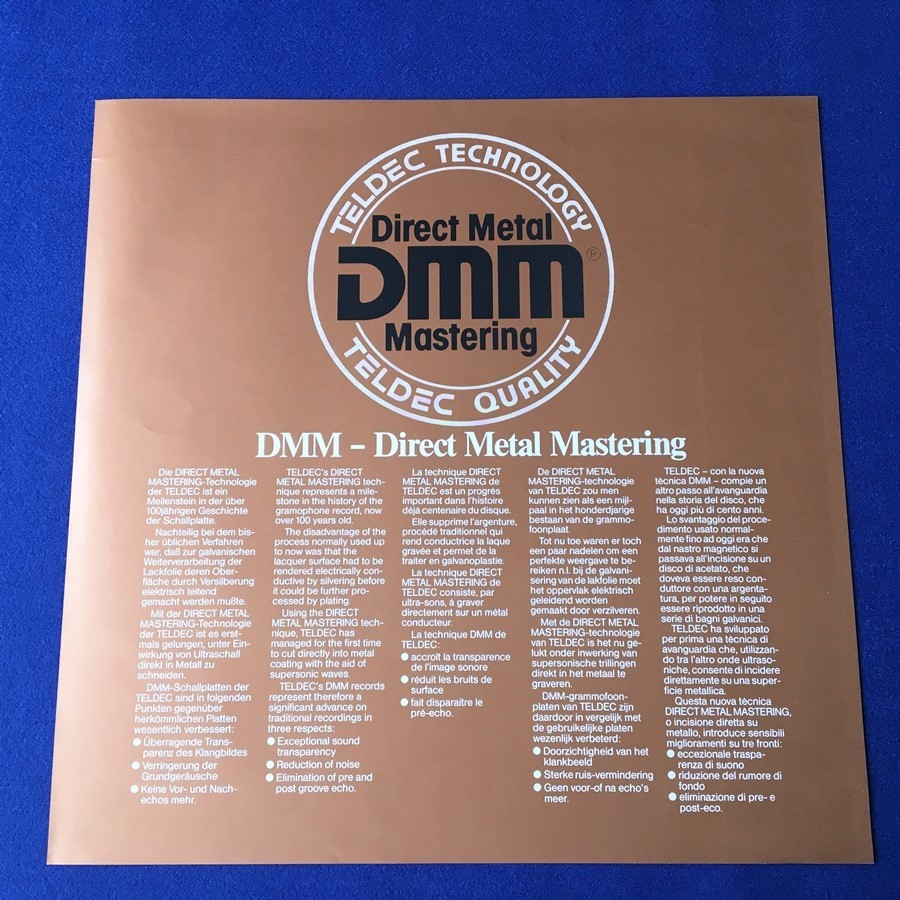 TELDEC TECHNOLOGY
Direct Metal
DMM®
Mastering
TELDEC QUALITY
DMM – Direct Metal Mastering
Die DIRECT METAL
MASTERING-Technologie
der TELDEC ist ein
Meilenstein in der über
100jährigen Geschichte
der Schallplatte.
Nachteilig bei dem bis-
her üblichen Verfahren
war, daß zur galvanischen
Weiterverarbeitung der
Lackfolie deren Ober-
fläche durch Versilberung
elektrisch leitend
gemacht werden mußte.
Mit der DIRECT METAL
MASTERING-Technologie
der TELDEC ist es erst-
mals gelungen, unter Ein-
wirkung von Ultraschall
direkt in Metall zu
schneiden.
DMM-Schallplatten der
TELDEC sind in folgenden
Punkten gegenüber
herkömmlichen Platten
wesentlich verbessert:
● Überragende Trans-
parenz des Klangbildes
● Verringerung der
Grundgeräusche
● Keine Vor- und Nach-
echos mehr.
TELDEC's DIRECT
METAL MASTERING tech-
nique represents a mile-
stone in the history of the
gramophone record, now
over 100 years old.
The disadvantage of the
process normally used up
to now was that the
lacquer surface had to be
rendered electrically con-
ductive by silvering before
it could be further pro-
cessed by plating.
Using the DIRECT
METAL MASTERING tech-
nique, TELDEC has
managed for the first time
to cut directly into metal
coating with the aid of
supersonic waves.
TELDEC's DMM records
represent therefore a
significant advance on
traditional recordings in
three respects:
● Exceptional sound
transparency
● Reduction of noise
● Elimination of pre and
post groove echo.
La technique DIRECT
METAL MASTERING de
TELDEC est un progrès
important dans l'histoire
déjà centenaire du disque.
Elle supprime l'argenture,
procédé traditionnel qui
rend conductrice la laque
gravée et permet de la
traiter en galvanoplastie.
La technique DIRECT
METAL MASTERING de
TELDEC consiste, par
ultra-sons, à graver
directement sur un métal
conducteur.
La technique DMM de
TELDEC:
● accroît la transparence
de l'image sonore
● réduit les bruits de
surface
● fait disparaître le
pré-echo.
De DIRECT METAL
MASTERING-technologie
van TELDEC zou men
kunnen zien als een mijl-
paal in het honderdjarige
bestaan van de grammo-
foonplaat.
Tot nu toe waren er toch
een paar nadelen om een
perfekte weergave te be-
reiken n.l. bij de galvani-
sering van de lakfolie moet
het oppervlak elektrisch
geleidend worden
gemaakt door verzilveren.
Met de DIRECT METAL
MASTERING-technologie
van TELDEC is het nu ge-
lukt onder inwerking van
supersonische trillingen
direkt in het metaal te
graveren.
DMM-grammofoon-
platen van TELDEC zijn
daardoor in vergelijk met
de gebruikelijke platen
wezenlijk verbeterd:
● Doorzichtigheid van het
klankbeeld
● Sterke ruis-vermindering
● Geen voor-of na echo's
meer.
TELDEC – con la nuova
tècnica DMM – compie un
altro passo all'avanguardia
nella storia del disco, che
ha oggi più di cento anni.
Lo svantaggio del proce-
dimento usato normal-
mente fino ad oggi era che
dal nastro magnetico si
passava all'incisione su un
disco di acetato, che
doveva essere reso con-
duttore con una argenta-
tura, per potere in seguito
essere riprodotto in una
serie di bagni galvanici.
TELDEC ha sviluppato
per prima una tècnica di
avanguardia che, utilizzan-
do tra l'altro onde ultraso-
niche, consente di incidere
direttamente su una super-
ficie metallica.
Questa nuova tècnica
DIRECT METAL MASTERING,
o incisione diretta su
metallo, introduce sensibili
miglioramenti su tre fronti:
● eccezionale traspa-
renza di suono
● riduzione del rumore di
fondo
● eliminazione di pre- e
post-eco.